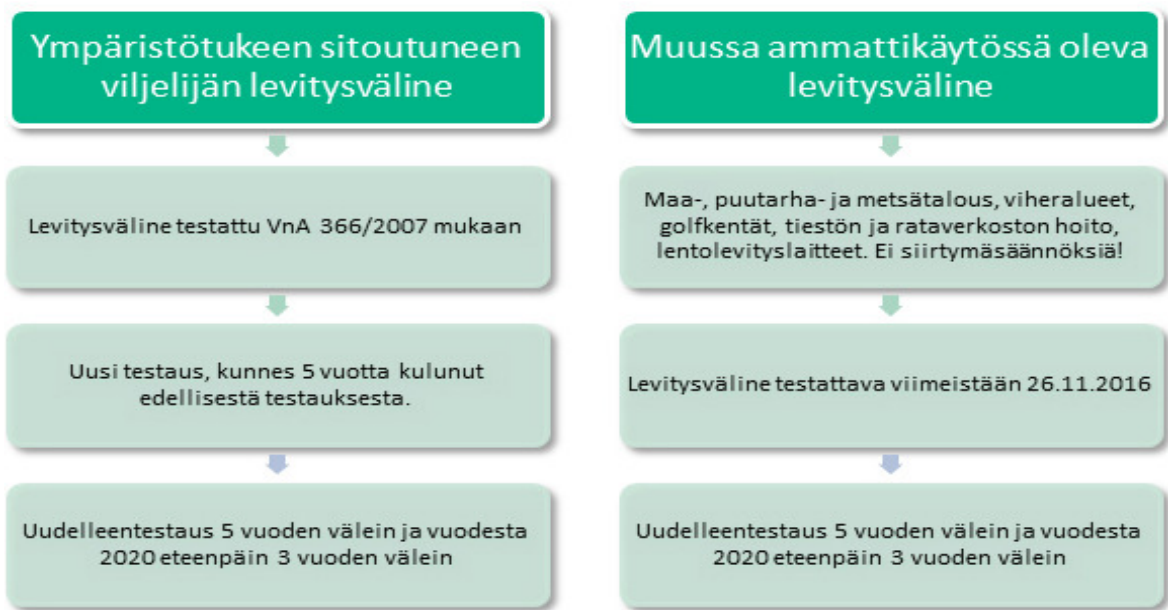 Ympäristötukeen sitoutuneen
viljelijän levitysväline
Levitysväline testattu VnA 366/2007 mukaan
Uusi testaus, kunnes 5 vuotta kulunut
edellisestä testauksesta.
Uudelleentestaus 5 vuoden välein ja vuodesta
2020 eteenpäin 3 vuoden välein
Muussa ammattikäytössä oleva
levitysväline
Maa-, puutarha- ja metsätalous, viheralueet,
golfkentät, tiestön ja rataverkoston hoito,
lentolevityslaitteet. Ei siirtymäsäännöksiä!
Levitysväline testattava viimeistään 26.11.2016
Uudelleentestaus 5 vuoden välein ja vuodesta
2020 eteenpäin 3 vuoden välein